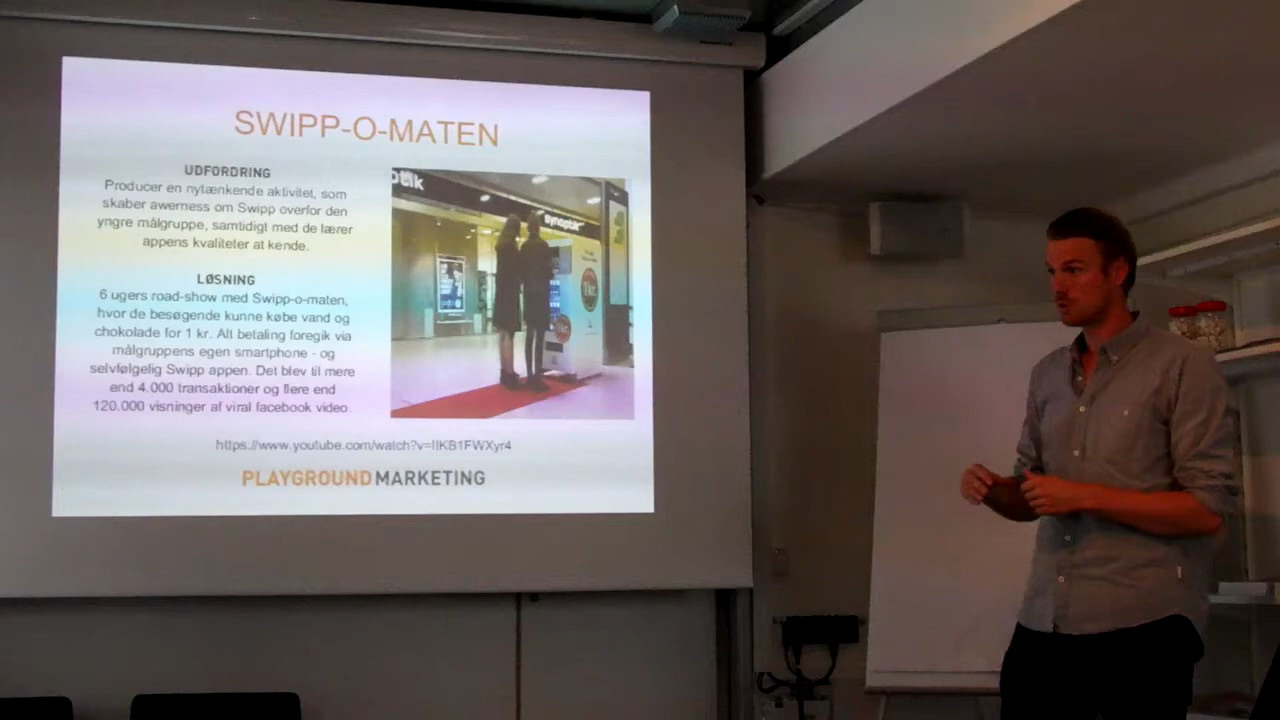 SWIPP-O-MATEN
UDFORDRING
Producer en nytænkende aktivitet, som
skaber awerness om Swipp overfor den
yngre målgruppe, samtidigt med de lærer
appens kvaliteter at kende.
LØSNING
6 ugers road-show med Swipp-o-maten,
hvor de besøgende kunne købe vand og
chokolade for 1 kr. Alt betaling foregik via
målgruppens egen smartphone - og
selvfølgelig Swipp appen. Det blev til mere
end 4.000 transaktioner og flere end
120.000 visninger af viral facebook video.
synoptik
1 kr.
https://www.youtube.com/watch?v=IIKB1FWXyr4
PLAYGROUND MARKETING